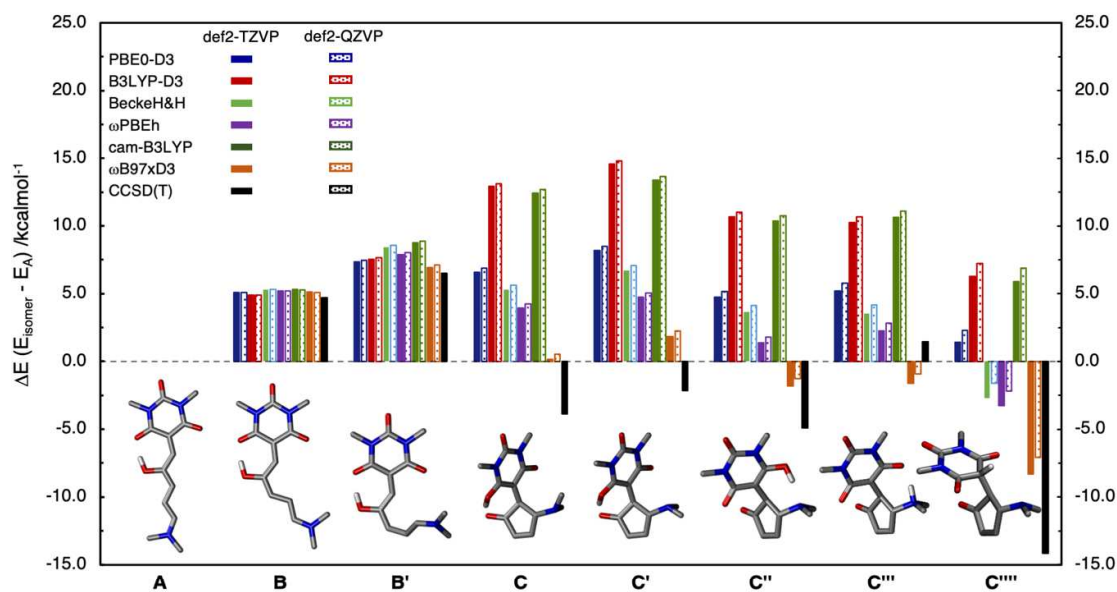 25.0
20.0
15.0
10.0
5.0
0.0
-5.0
-10.0
-15.0
ΔE (E_isomer - E_A) /kcalmol⁻¹
def2-TZVP def2-QZVP
PBE0-D3
B3LYP-D3
BeckeH&H
ωPBEh
cam-B3LYP
ωB97xD3
CCSD(T)
25.0
20.0
15.0
10.0
5.0
0.0
-5.0
-10.0
-15.0
A B B' C C' C'' C''' C''''